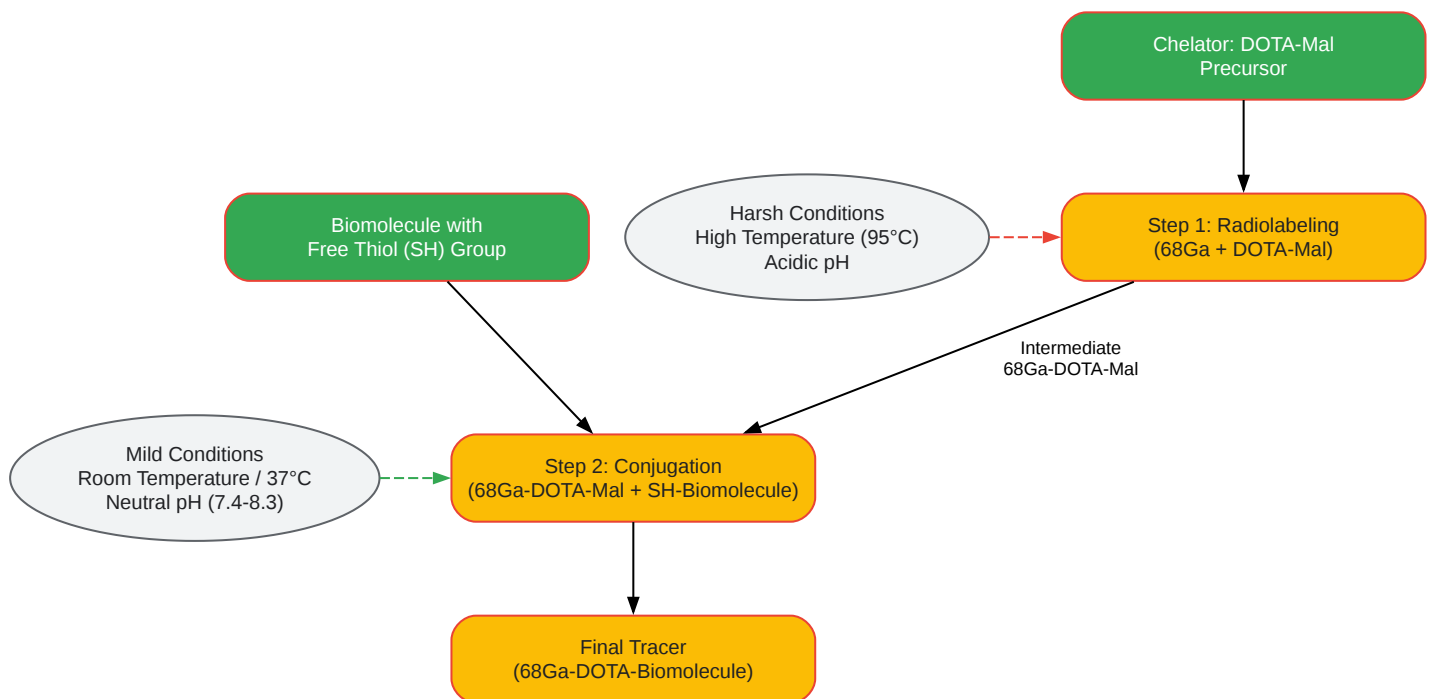 Chelator: DOTA-Mal
Precursor
Biomolecule with
Free Thiol (SH) Group
Harsh Conditions
High Temperature (95°C)
Acidic pH
Step 1: Radiolabeling
(68Ga + DOTA-Mal)
Intermediate
68Ga-DOTA-Mal
Mild Conditions
Room Temperature / 37°C
Neutral pH (7.4-8.3)
Step 2: Conjugation
(68Ga-DOTA-Mal + SH-Biomolecule)
Final Tracer
(68Ga-DOTA-Biomolecule)